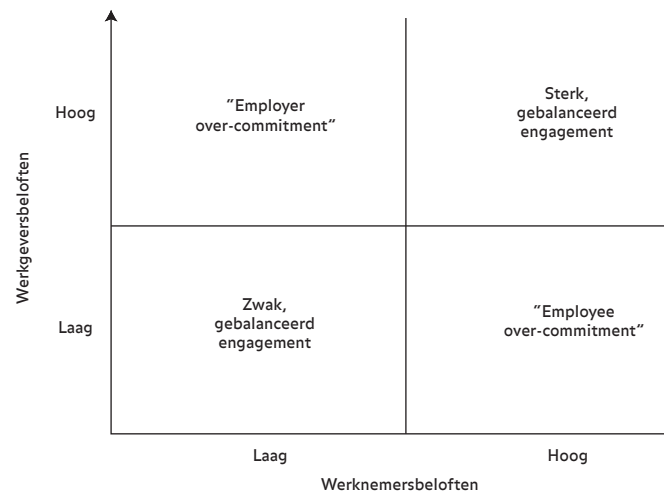 Werkgeversbeloften
Hoog
”Employer
over-commitment”
Sterk,
gebalanceerd
engagement
Laag
Zwak,
gebalanceerd
engagement
”Employee
over-commitment”
Laag
Hoog
Werknemersbeloften